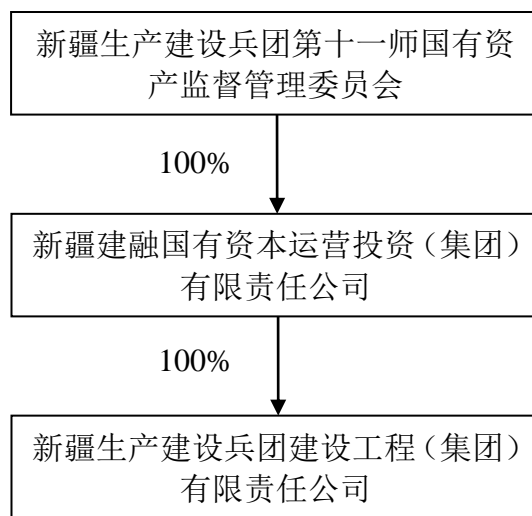 新疆生产建设兵团第十一师国有资
产监督管理委员会
100%
新疆建融国有资本运营投资（集团）
有限责任公司
100%
新疆生产建设兵团建设工程（集团）
有限责任公司